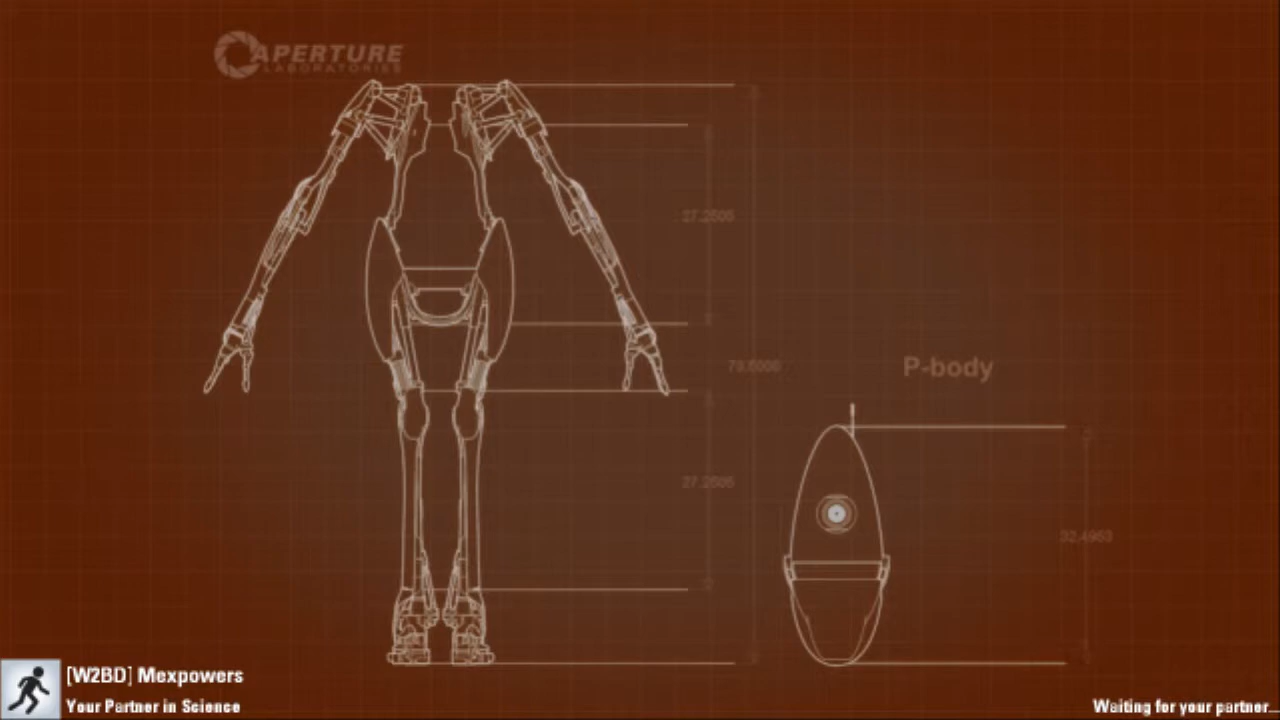 APERTURE
LABORATORIES
27.2505
79.5006
P-body
27.2505
32.4953
[W2BD] Mexpowers
Your Partner in Science
Waiting for your partner...